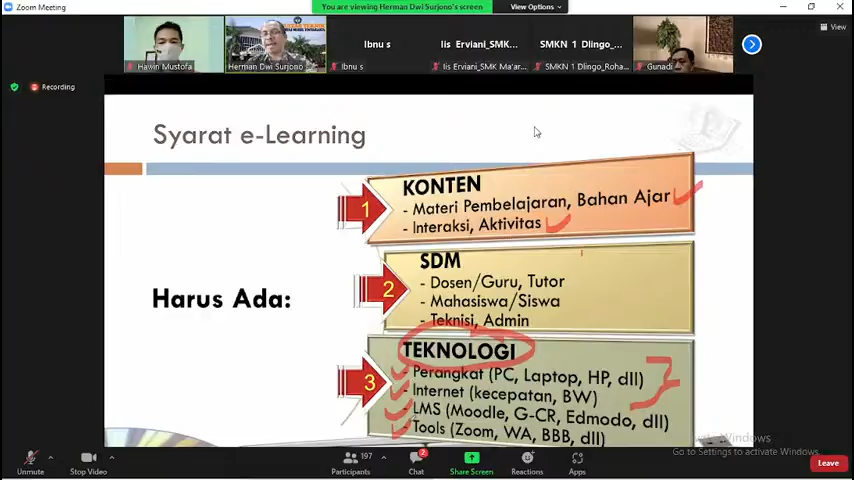 Zoom Meeting
You are viewing Herman Dwi Surjono's screen
View Options
View
Ibnu s
Iis Erviani_SMK...
SMKN 1 Dlingo_...
Hawin Mustofa
Herman Dwi Surjono
Ibnu s
Iis Erviani_SMK Ma'ar...
SMKN 1 Dlingo_Roha...
Gunadi
Recording
Syarat e-Learning
Harus Ada:
1
KONTEN
- Materi Pembelajaran, Bahan Ajar
- Interaksi, Aktivitas
2
SDM
- Dosen/Guru, Tutor
- Mahasiswa/Siswa
- Teknisi, Admin
3
TEKNOLOGI
- Perangkat (PC, Laptop, HP, dll)
- Internet (kecepatan, BW)
- LMS (Moodle, G-CR, Edmodo, dll)
- Tools (Zoom, WA, BBB, dll)
Activate Windows
Go to Settings to activate Windows.
Unmute
Stop Video
197
Participants
2
Chat
Share Screen
Reactions
Apps
Leave